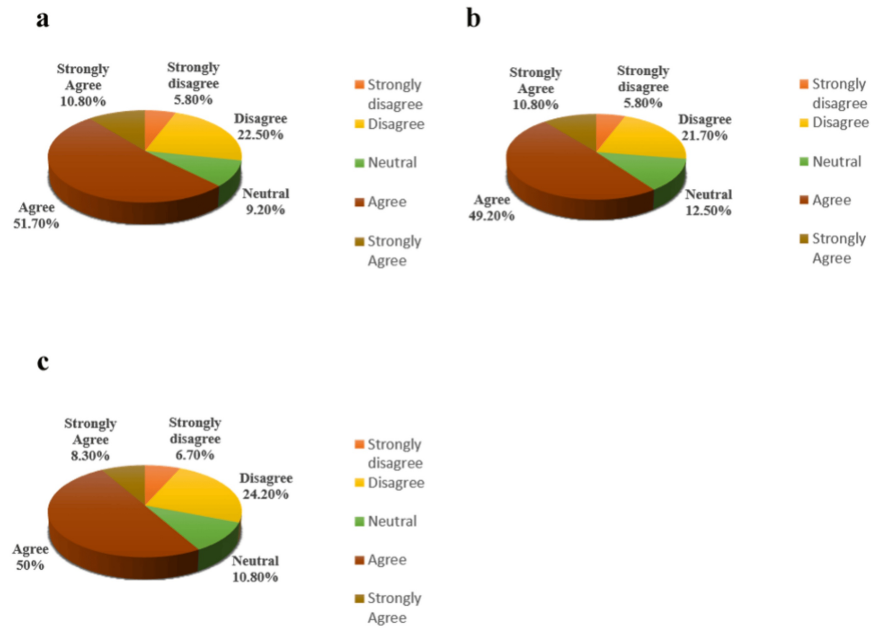 a
Strongly
Agree
10.80%
Strongly
disagree
5.80%
Disagree
22.50%
Neutral
9.20%
Agree
51.70%
Strongly
disagree
Disagree
Neutral
Agree
Strongly
Agree
b
Strongly
Agree
10.80%
Strongly
disagree
5.80%
Disagree
21.70%
Neutral
12.50%
Agree
49.20%
Strongly
disagree
Disagree
Neutral
Agree
Strongly
Agree
c
Strongly
Agree
8.30%
Strongly
disagree
6.70%
Disagree
24.20%
Neutral
10.80%
Agree
50%
Strongly
disagree
Disagree
Neutral
Agree
Strongly
Agree